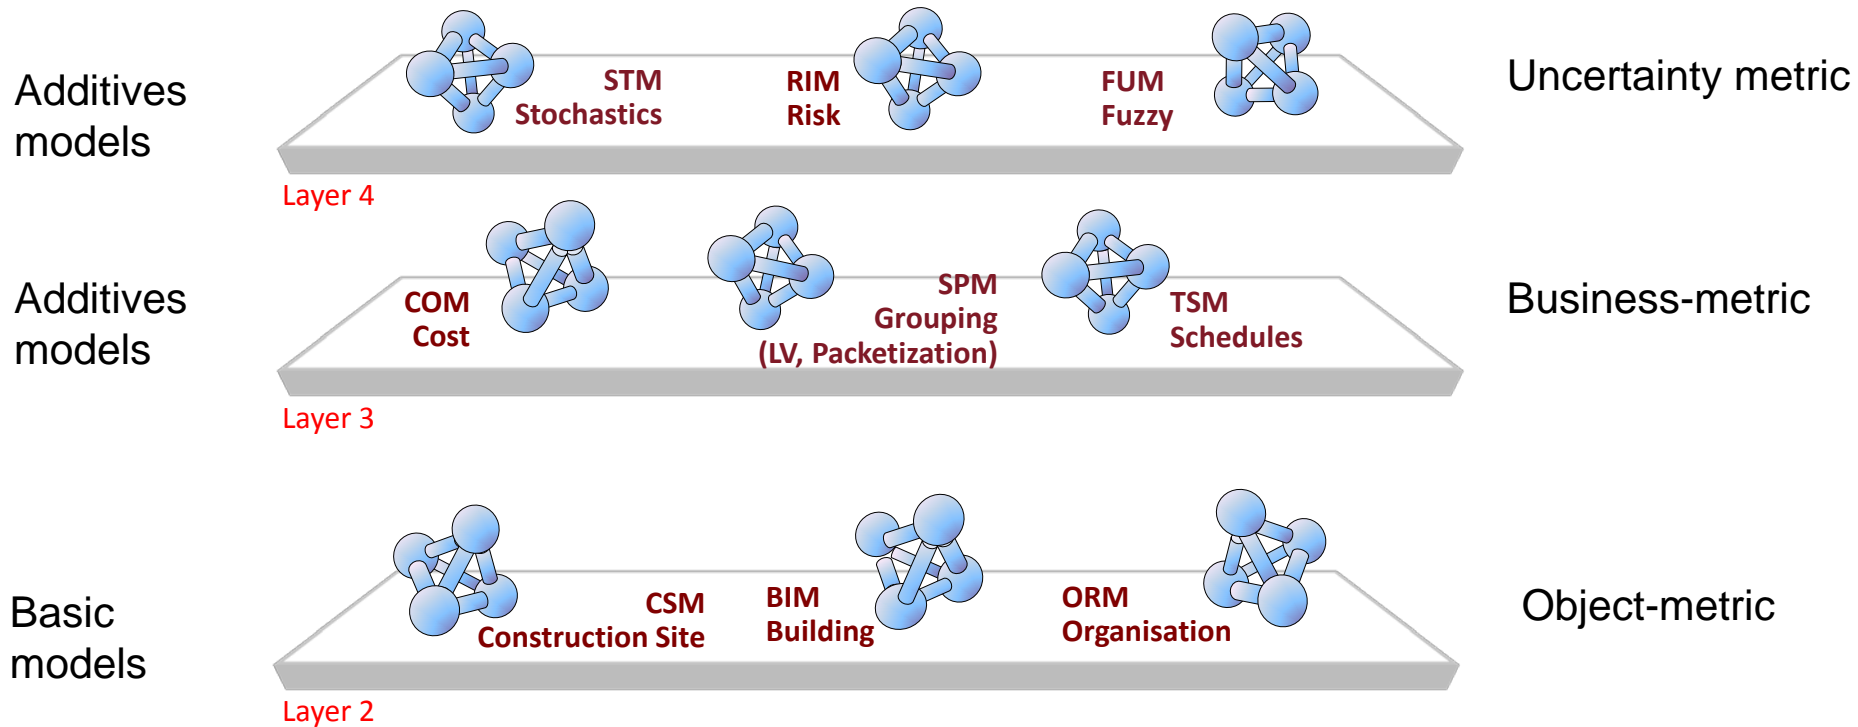 Additives
models
STM
Stochastics
RIM
Risk
FUM
Fuzzy
Uncertainty metric
Layer 4
Additives
models
COM
Cost
SPM
Grouping
(LV, Packetization)
TSM
Schedules
Business-metric
Layer 3
Basic
models
CSM
Construction Site
BIM
Building
ORM
Organisation
Object-metric
Layer 2